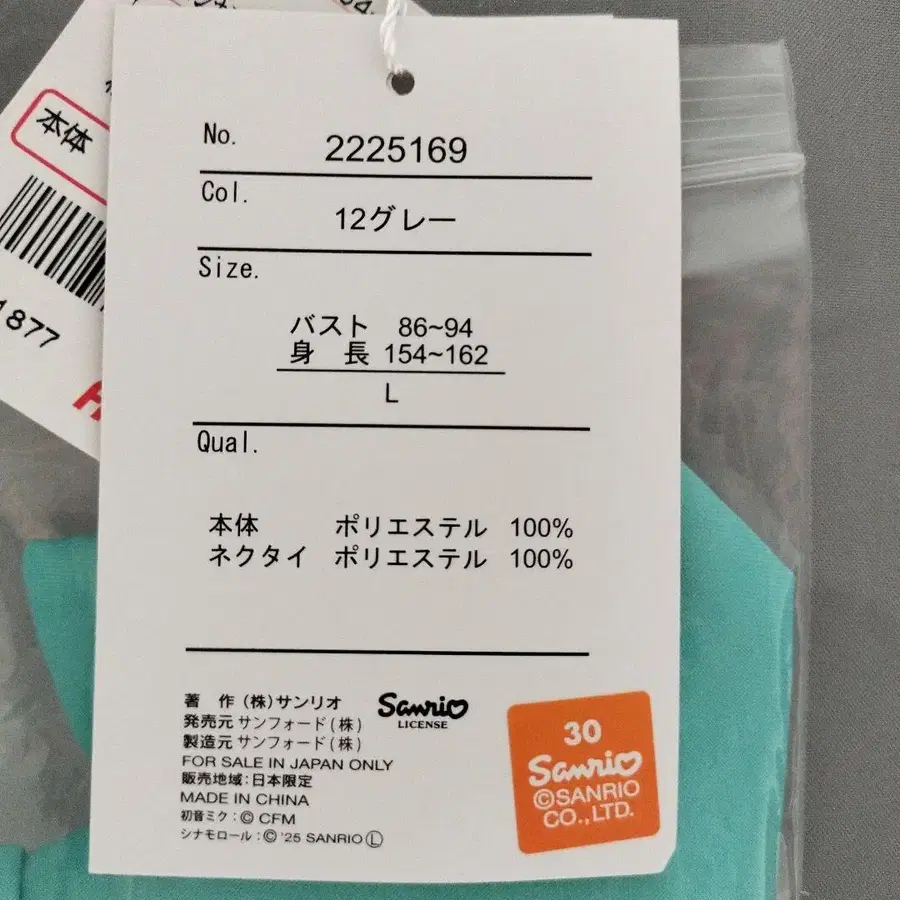 本体
1877
No. 2225169
Col. 12グレー
Size.
バスト 86~94
身 長 154~162
L
Qual.
本体 ポリエステル 100%
ネクタイ ポリエステル 100%
著 作 (株)サンリオ
Sanrio
LICENSE
発売元 サンフォード(株)
製造元 サンフォード(株)
FOR SALE IN JAPAN ONLY
販売地域:日本限定
MADE IN CHINA
初音ミク:© CFM
シナモロール:© '25 SANRIO Ⓛ
30
Sanrio
©SANRIO
CO.,LTD.